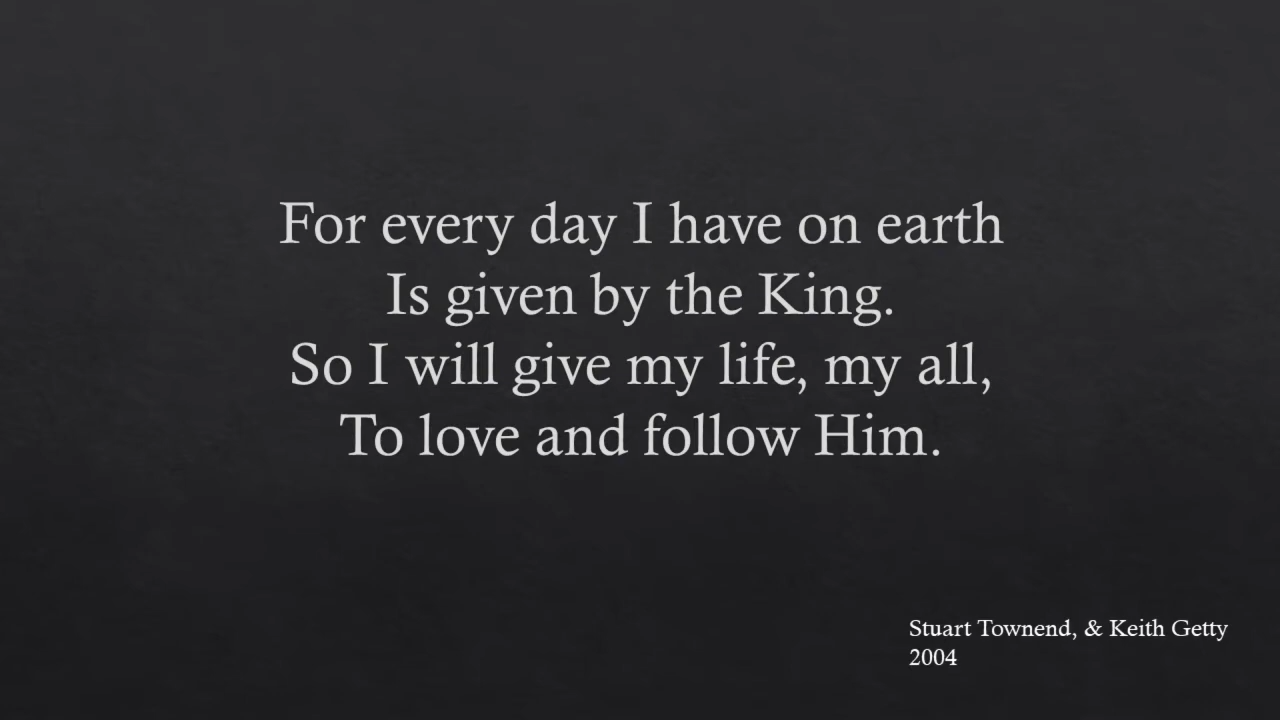 For every day I have on earth
Is given by the King.
So I will give my life, my all,
To love and follow Him.
Stuart Townend, & Keith Getty
2004